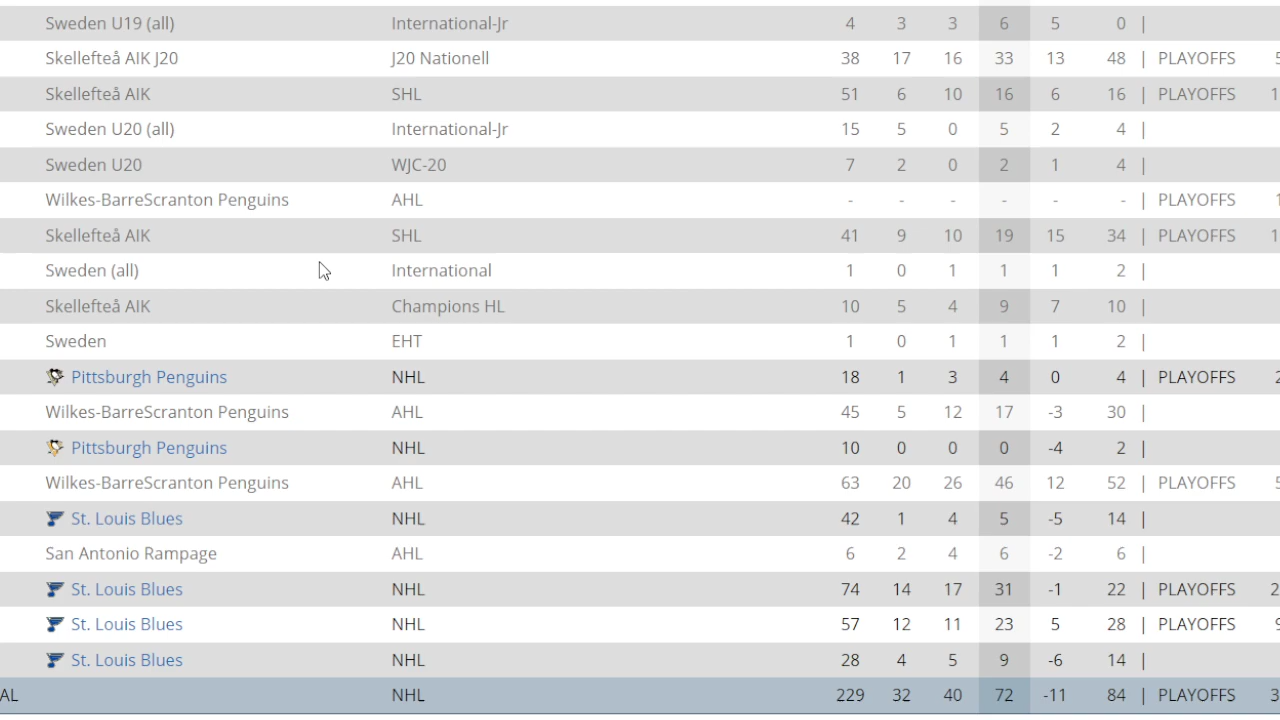 Sweden U19 (all) International-Jr 4 3 3 6 5 0 |
Skellefteå AIK J20 J20 Nationell 38 17 16 33 13 48 | PLAYOFFS
Skellefteå AIK SHL 51 6 10 16 6 16 | PLAYOFFS
Sweden U20 (all) International-Jr 15 5 0 5 2 4 |
Sweden U20 WJC-20 7 2 0 2 1 4 |
Wilkes-BarreScranton Penguins AHL - - - - - - | PLAYOFFS
Skellefteå AIK SHL 41 9 10 19 15 34 | PLAYOFFS
Sweden (all) International 1 0 1 1 1 2 |
Skellefteå AIK Champions HL 10 5 4 9 7 10 |
Sweden EHT 1 0 1 1 1 2 |
Pittsburgh Penguins NHL 18 1 3 4 0 4 | PLAYOFFS
Wilkes-BarreScranton Penguins AHL 45 5 12 17 -3 30 |
Pittsburgh Penguins NHL 10 0 0 0 -4 2 |
Wilkes-BarreScranton Penguins AHL 63 20 26 46 12 52 | PLAYOFFS
St. Louis Blues NHL 42 1 4 5 -5 14 |
San Antonio Rampage AHL 6 2 4 6 -2 6 |
St. Louis Blues NHL 74 14 17 31 -1 22 | PLAYOFFS
St. Louis Blues NHL 57 12 11 23 5 28 | PLAYOFFS
St. Louis Blues NHL 28 4 5 9 -6 14 |
AL NHL 229 32 40 72 -11 84 | PLAYOFFS